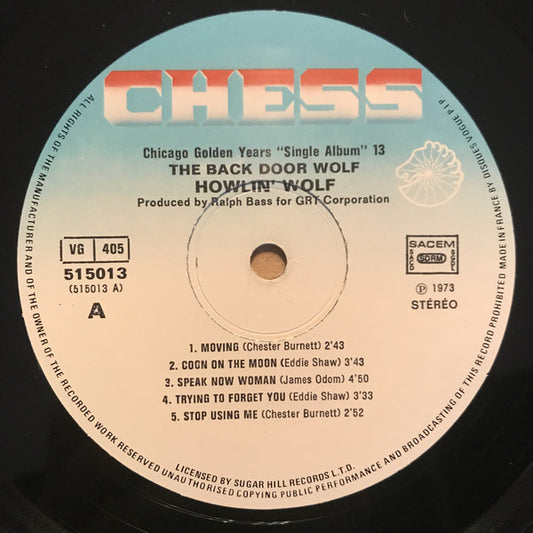 CHESS
Chicago Golden Years "Single Album" 13
THE BACK DOOR WOLF
HOWLIN' WOLF
Produced by Ralph Bass for GRT Corporation
VG 405
515013
(515013 A)
A
SACEM
SACD SDRM SGDL
℗ 1973
STÉRÉO
1. MOVING (Chester Burnett) 2'43
2. COON ON THE MOON (Eddie Shaw) 3'43
3. SPEAK NOW WOMAN (James Odom) 4'50
4. TRYING TO FORGET YOU (Eddie Shaw) 3'33
5. STOP USING ME (Chester Burnett) 2'52
LICENSED BY SUGAR HILL RECORDS L.T.D.
ALL RIGHTS OF THE MANUFACTURER AND OF THE OWNER OF THE RECORDED WORK RESERVED UNAUTHORISED COPYING PUBLIC PERFORMANCE AND BROADCASTING OF THIS RECORD PROHIBITED MADE IN FRANCE BY DISQUES VOGUE P.I.P.